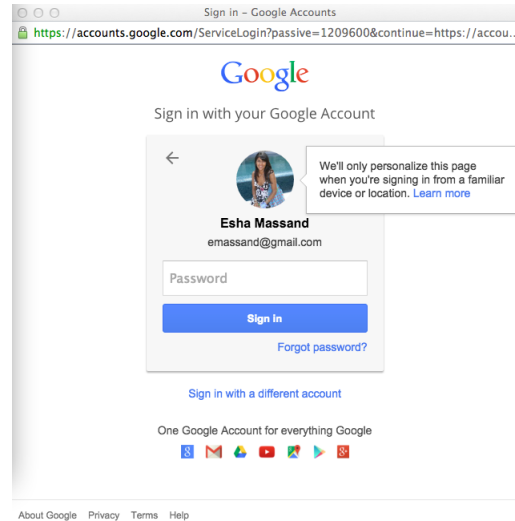 Sign in – Google Accounts
https://accounts.google.com/ServiceLogin?passive=1209600&continue=https://accou...
Google
Sign in with your Google Account
We'll only personalize this page
when you're signing in from a familiar
device or location. Learn more
Esha Massand
emassand@gmail.com
Password
Sign in
Forgot password?
Sign in with a different account
One Google Account for everything Google
About Google Privacy Terms Help